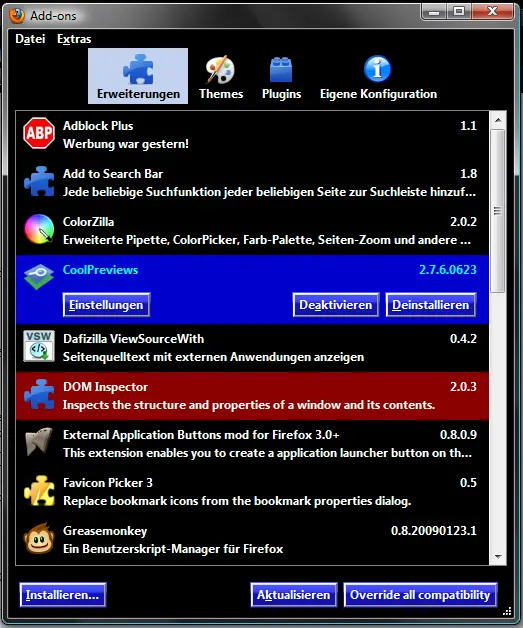 Add-ons
Datei Extras
Erweiterungen Themes Plugins Eigene Konfiguration
ABP
Adblock Plus 1.1
Werbung war gestern!
Add to Search Bar 1.8
Jede beliebige Suchfunktion jeder beliebigen Seite zur Suchleiste hinzuf...
ColorZilla 2.0.2
Erweiterte Pipette, ColorPicker, Farb-Palette, Seiten-Zoom und andere ...
CoolPreviews 2.7.6.0623
Einstellungen Deaktivieren Deinstallieren
VSW
Dafizilla ViewSourceWith 0.4.2
Seitenquelltext mit externen Anwendungen anzeigen
DOM Inspector 2.0.3
Inspects the structure and properties of a window and its contents.
External Application Buttons mod for Firefox 3.0+ 0.8.0.9
This extension enables you to create a application launcher button on th...
Favicon Picker 3 0.5
Replace bookmark icons from the bookmark properties dialog.
Greasemonkey 0.8.20090123.1
Ein Benutzerskript-Manager für Firefox
Installieren... Aktualisieren Override all compatibility